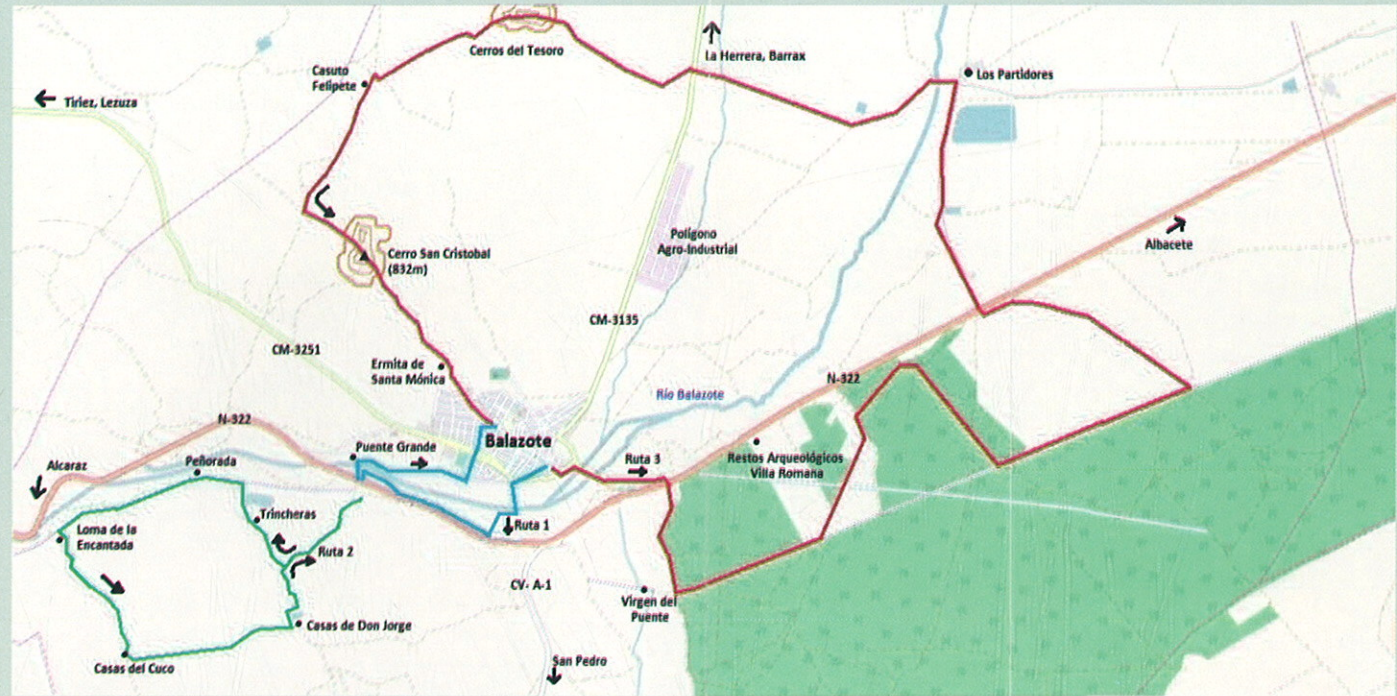 Cerros del Tesoro
La Herrera, Barrax
Casuto
Felipete
Los Partidores
Tiriez, Lezuza
Polígono
Agro-Industrial
Albacete
Cerro San Cristobal
(832m)
CM-3135
CM-3251
Ermita de
Santa Mónica
N-322
Río Balazote
N-322
Puente Grande
Balazote
Alcaraz
Peñorada
Ruta 3
Restos Arqueológicos
Villa Romana
Trincheras
Ruta 1
Loma de la
Encantada
Ruta 2
CV- A-1
Virgen del
Puente
Casas de Don Jorge
Casas del Cuco
San Pedro